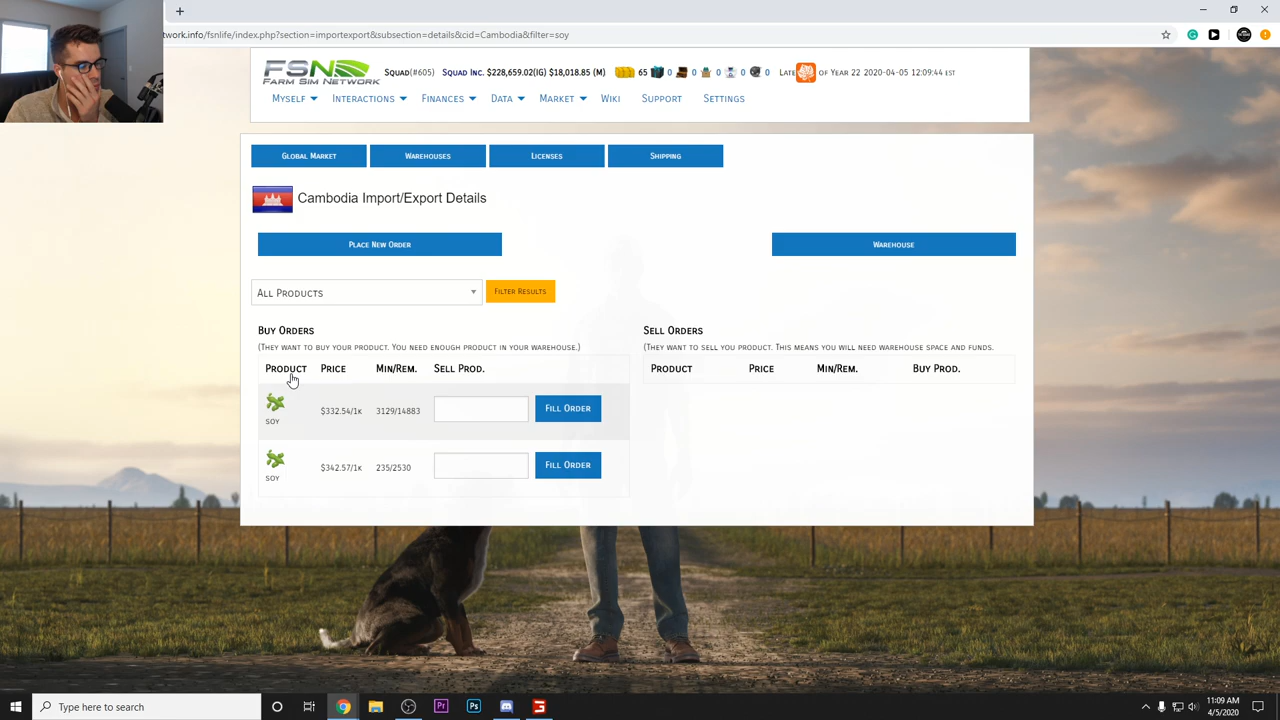 twork.info/fsnlife/index.php?section=importexport&subsection=details&cid=Cambodia&filter=soy
FSN
FARM SIM NETWORK
SQUAD(#605) SQUAD INC. $228,659.02(IG) $18,018.85 (M) 65 0 0 0 0 0 LATE OF YEAR 22 2020-04-05 12:09:44 EST
MYSELF INTERACTIONS FINANCES DATA MARKET WIKI SUPPORT SETTINGS
GLOBAL MARKET WAREHOUSES LICENSES SHIPPING
Cambodia Import/Export Details
PLACE NEW ORDER WAREHOUSE
ALL PRODUCTS FILTER RESULTS
BUY ORDERS
(THEY WANT TO BUY YOUR PRODUCT. YOU NEED ENOUGH PRODUCT IN YOUR WAREHOUSE.)
PRODUCT PRICE MIN/REM. SELL PROD.
SOY $332.54/1K 3129/14883 FILL ORDER
SOY $342.57/1K 235/2530 FILL ORDER
SELL ORDERS
(THEY WANT TO SELL YOU PRODUCT. THIS MEANS YOU WILL NEED WAREHOUSE SPACE AND FUNDS.
PRODUCT PRICE MIN/REM. BUY PROD.
Type here to search
Pr
Ps
11:09 AM
4/5/2020